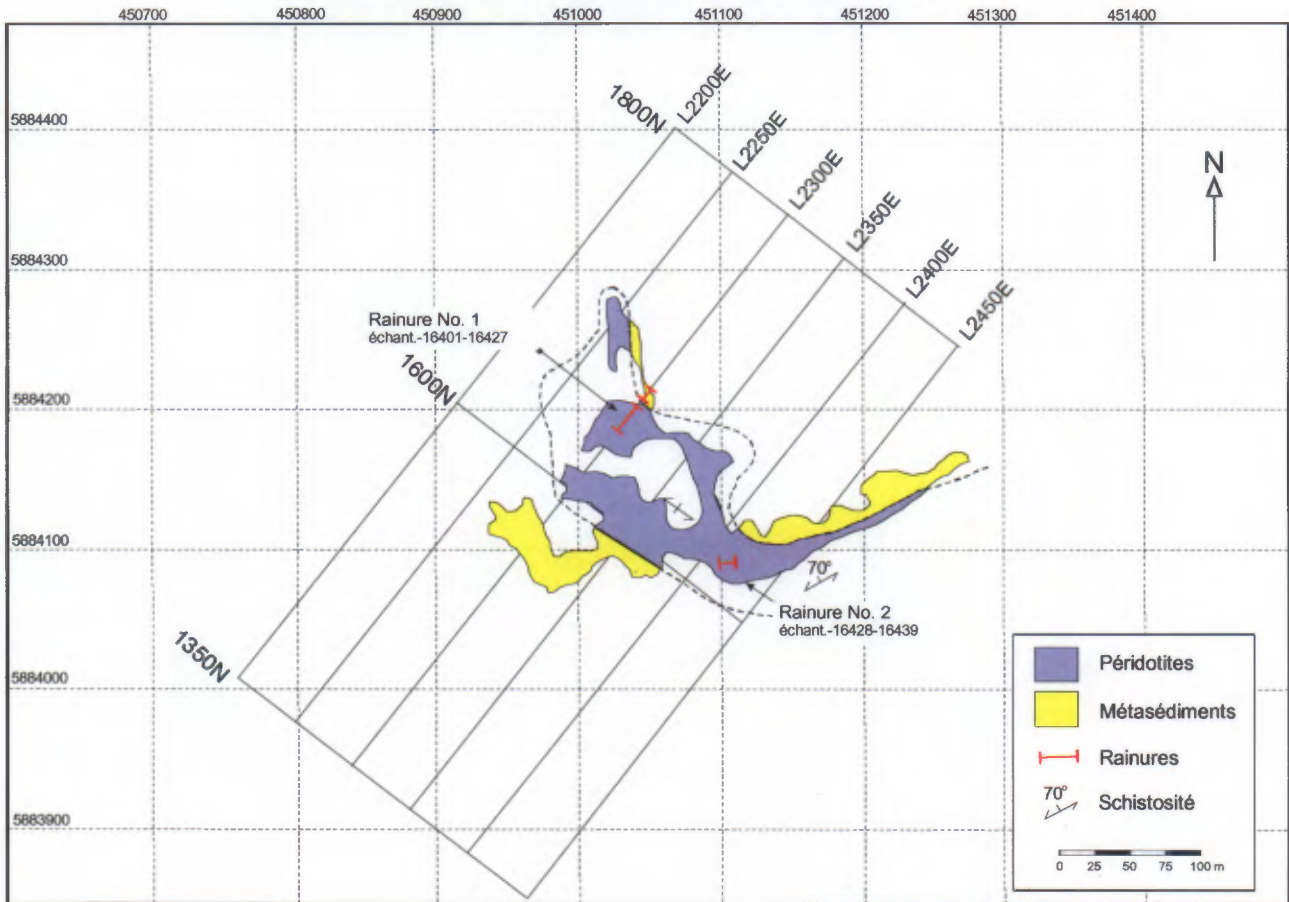 450700
450800
450900
451000
451100
451200
451300
451400
5884400
5884300
5884200
5884100
5884000
5883900
1800N
L2200E
L2250E
L2300E
L2350E
L2400E
L2450E
N
Rainure No. 1
échant.-16401-16427
1600N
1350N
70°
Rainure No. 2
échant.-16428-16439
Péridotites
Métasédiments
Rainures
70°
Schistosité
0 25 50 75 100 m